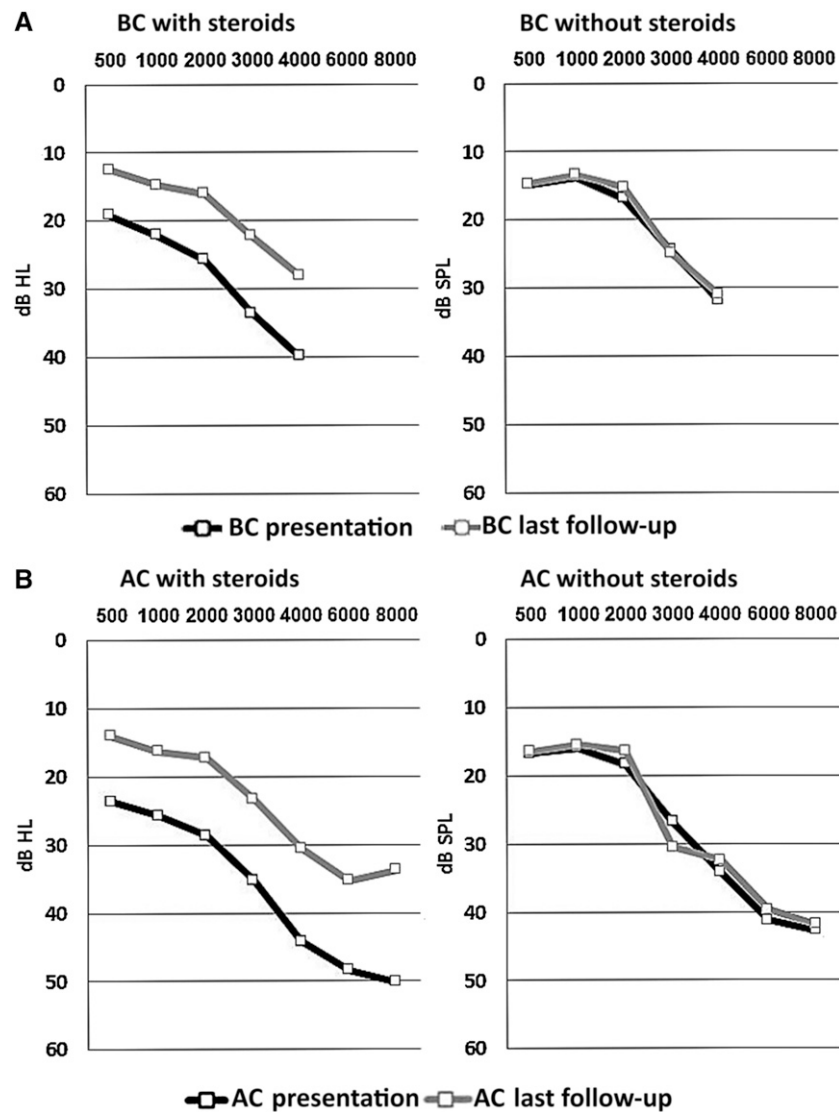 A
BC with steroids
BC without steroids
500 1000 2000 3000 4000 6000 8000
500 1000 2000 3000 4000 6000 8000
0
10
20
30
40
50
60
dB HL
0
10
20
30
40
50
60
dB SPL
BC presentation BC last follow-up
B
AC with steroids
AC without steroids
500 1000 2000 3000 4000 6000 8000
500 1000 2000 3000 4000 6000 8000
0
10
20
30
40
50
60
dB HL
0
10
20
30
40
50
60
dB SPL
AC presentation AC last follow-up